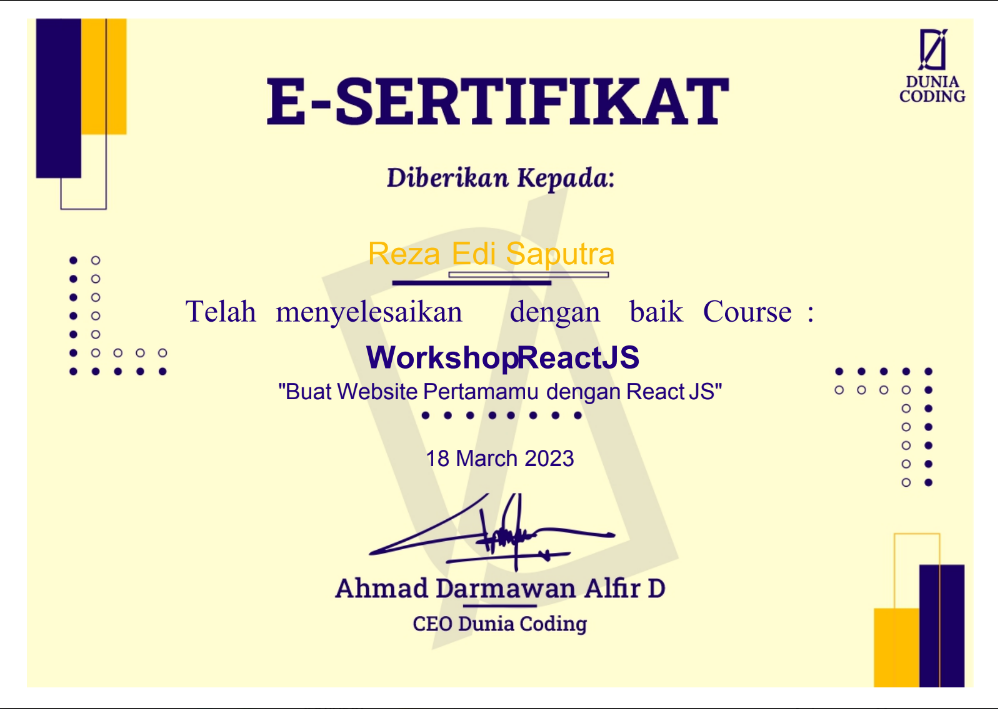 DUNIA
CODING
E-SERTIFIKAT
Diberikan Kepada:
Reza Edi Saputra
Telah menyelesaikan dengan baik Course :
WorkshopReactJS
"Buat Website Pertamamu dengan React JS"
18 March 2023
Ahmad Darmawan Alfir D
CEO Dunia Coding